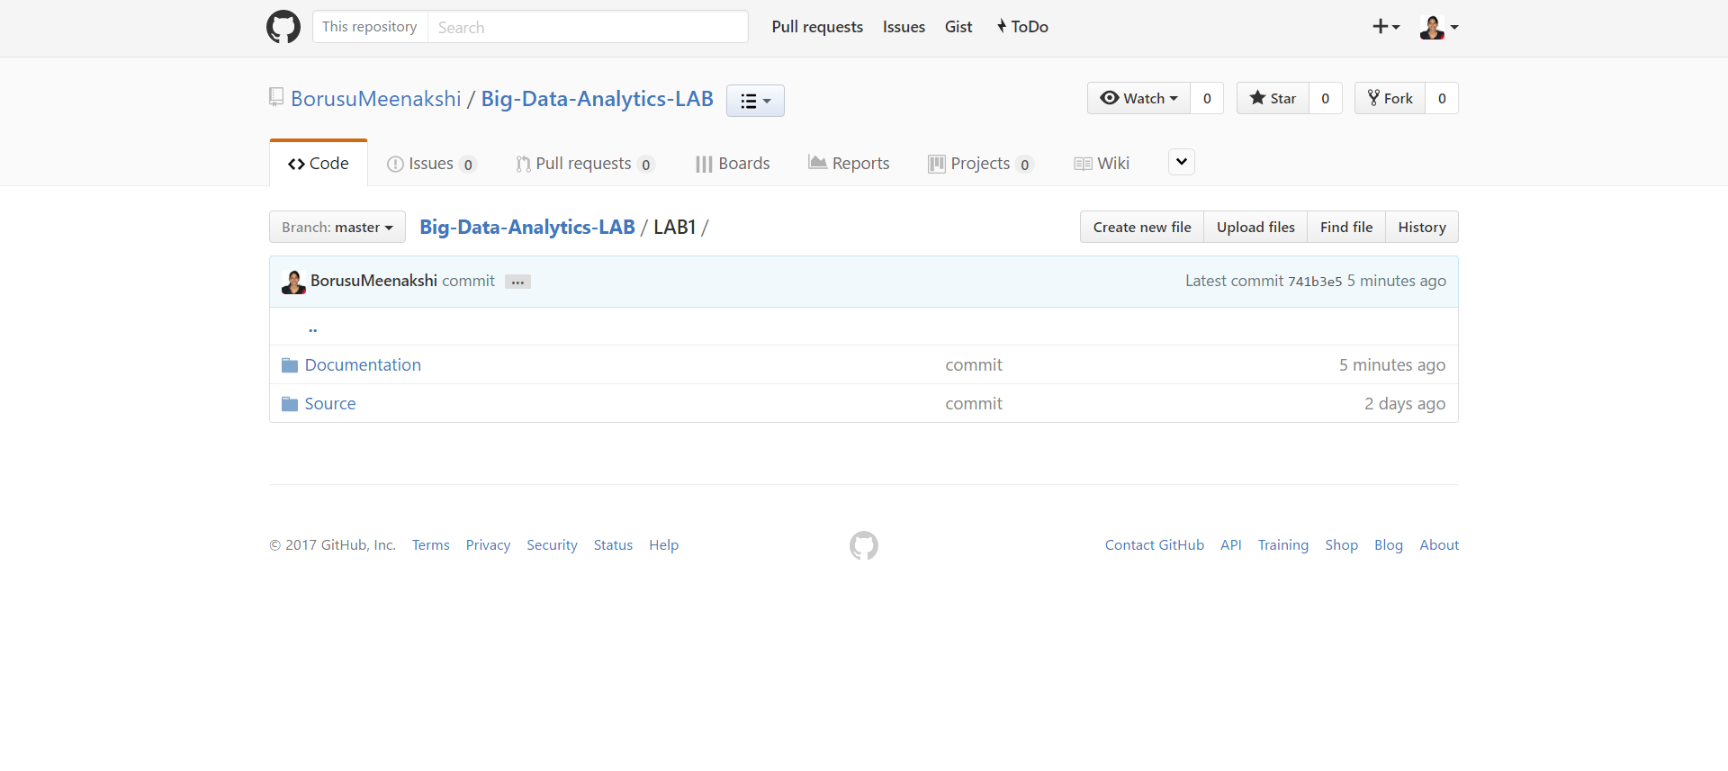 This repository Search Pull requests Issues Gist ToDo
BorusuMeenakshi / Big-Data-Analytics-LAB Watch 0 Star 0 Fork 0
Code Issues 0 Pull requests 0 Boards Reports Projects 0 Wiki
Branch: master Big-Data-Analytics-LAB / LAB1 / Create new file Upload files Find file History
BorusuMeenakshi commit ... Latest commit 741b3e5 5 minutes ago
..
Documentation commit 5 minutes ago
Source commit 2 days ago
© 2017 GitHub, Inc. Terms Privacy Security Status Help Contact GitHub API Training Shop Blog About